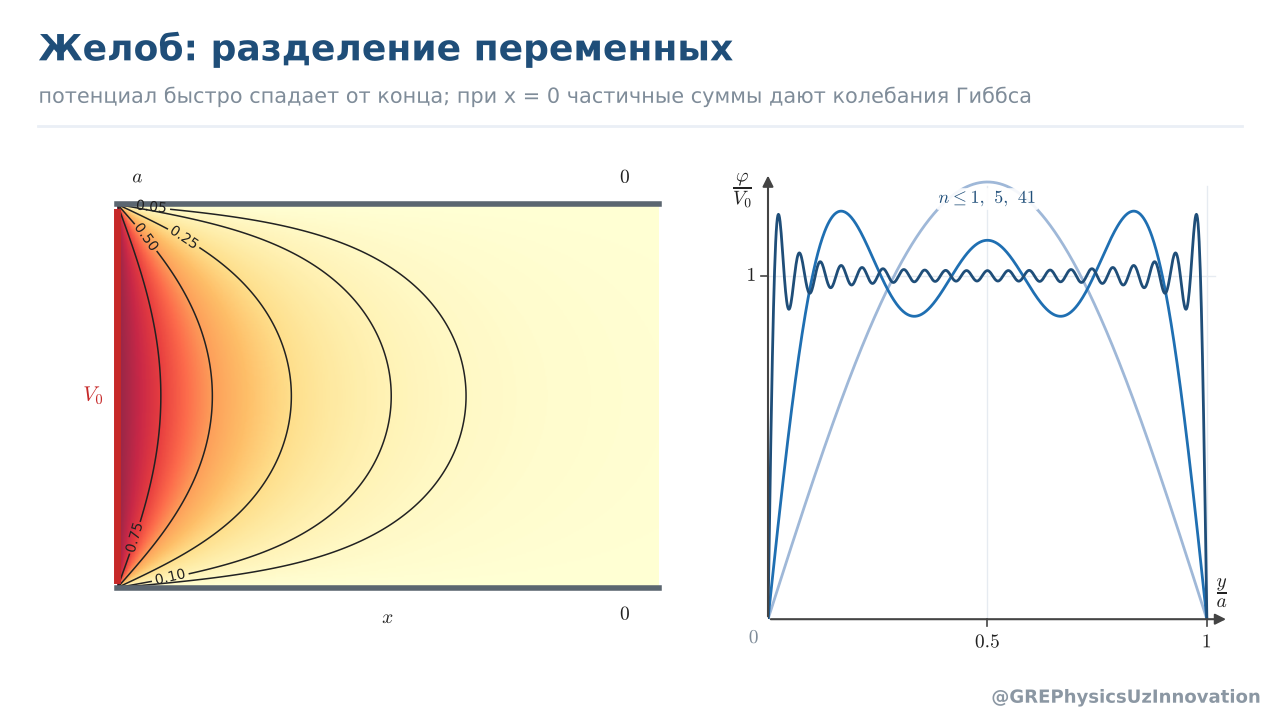 Желоб: разделение переменных
потенциал быстро спадает от конца; при x = 0 частичные суммы дают колебания Гиббса
a
0
0.05
0.50
0.25
V₀
0.75
0.10
x
0
φ/V₀
n ≤ 1, 5, 41
1
y/a
0
0.5
1
@GREPhysicsUzInnovation